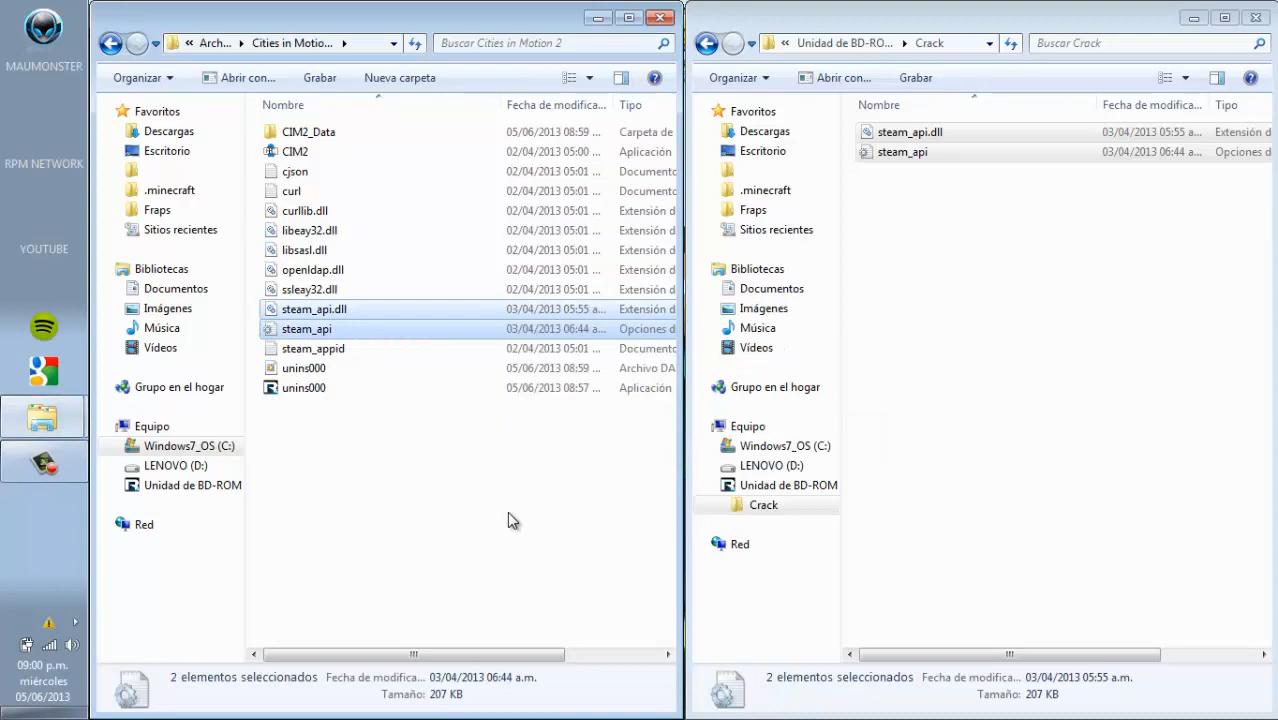 MAUMONSTER
RPM NETWORK
YOUTUBE
09:00 p.m.
miércoles
05/06/2013
« Arch... Cities in Motio...
Buscar Cities in Motion 2
Organizar Abrir con... Grabar Nueva carpeta
Nombre Fecha de modifica... Tipo
Favoritos
Descargas
Escritorio
.minecraft
Fraps
Sitios recientes
Bibliotecas
Documentos
Imágenes
Música
Vídeos
Grupo en el hogar
Equipo
Windows7_OS (C:)
LENOVO (D:)
Unidad de BD-ROM
Red
CIM2_Data 05/06/2013 08:59 ... Carpeta de
CIM2 02/04/2013 05:00 ... Aplicación
cjson 02/04/2013 05:01 ... Documento
curl 02/04/2013 05:01 ... Documento
curllib.dll 02/04/2013 05:01 ... Extensión d
libeay32.dll 02/04/2013 05:01 ... Extensión d
libsasl.dll 02/04/2013 05:01 ... Extensión d
openldap.dll 02/04/2013 05:01 ... Extensión d
ssleay32.dll 02/04/2013 05:01 ... Extensión d
steam_api.dll 03/04/2013 05:55 a... Extensión d
steam_api 03/04/2013 06:44 a... Opciones d
steam_appid 02/04/2013 05:01 ... Documento
unins000 05/06/2013 08:59 ... Archivo DA
unins000 05/06/2013 08:57 ... Aplicación
2 elementos seleccionados Fecha de modifica... 03/04/2013 06:44 a.m.
Tamaño: 207 KB
« Unidad de BD-RO... Crack
Buscar Crack
Organizar Abrir con... Grabar
Nombre Fecha de modifica... Tipo
Favoritos
Descargas
Escritorio
.minecraft
Fraps
Sitios recientes
Bibliotecas
Documentos
Imágenes
Música
Vídeos
Grupo en el hogar
Equipo
Windows7_OS (C:)
LENOVO (D:)
Unidad de BD-ROM
Crack
Red
steam_api.dll 03/04/2013 05:55 a... Extensión d
steam_api 03/04/2013 06:44 a... Opciones d
2 elementos seleccionados Fecha de modifica... 03/04/2013 05:55 a.m.
Tamaño: 207 KB